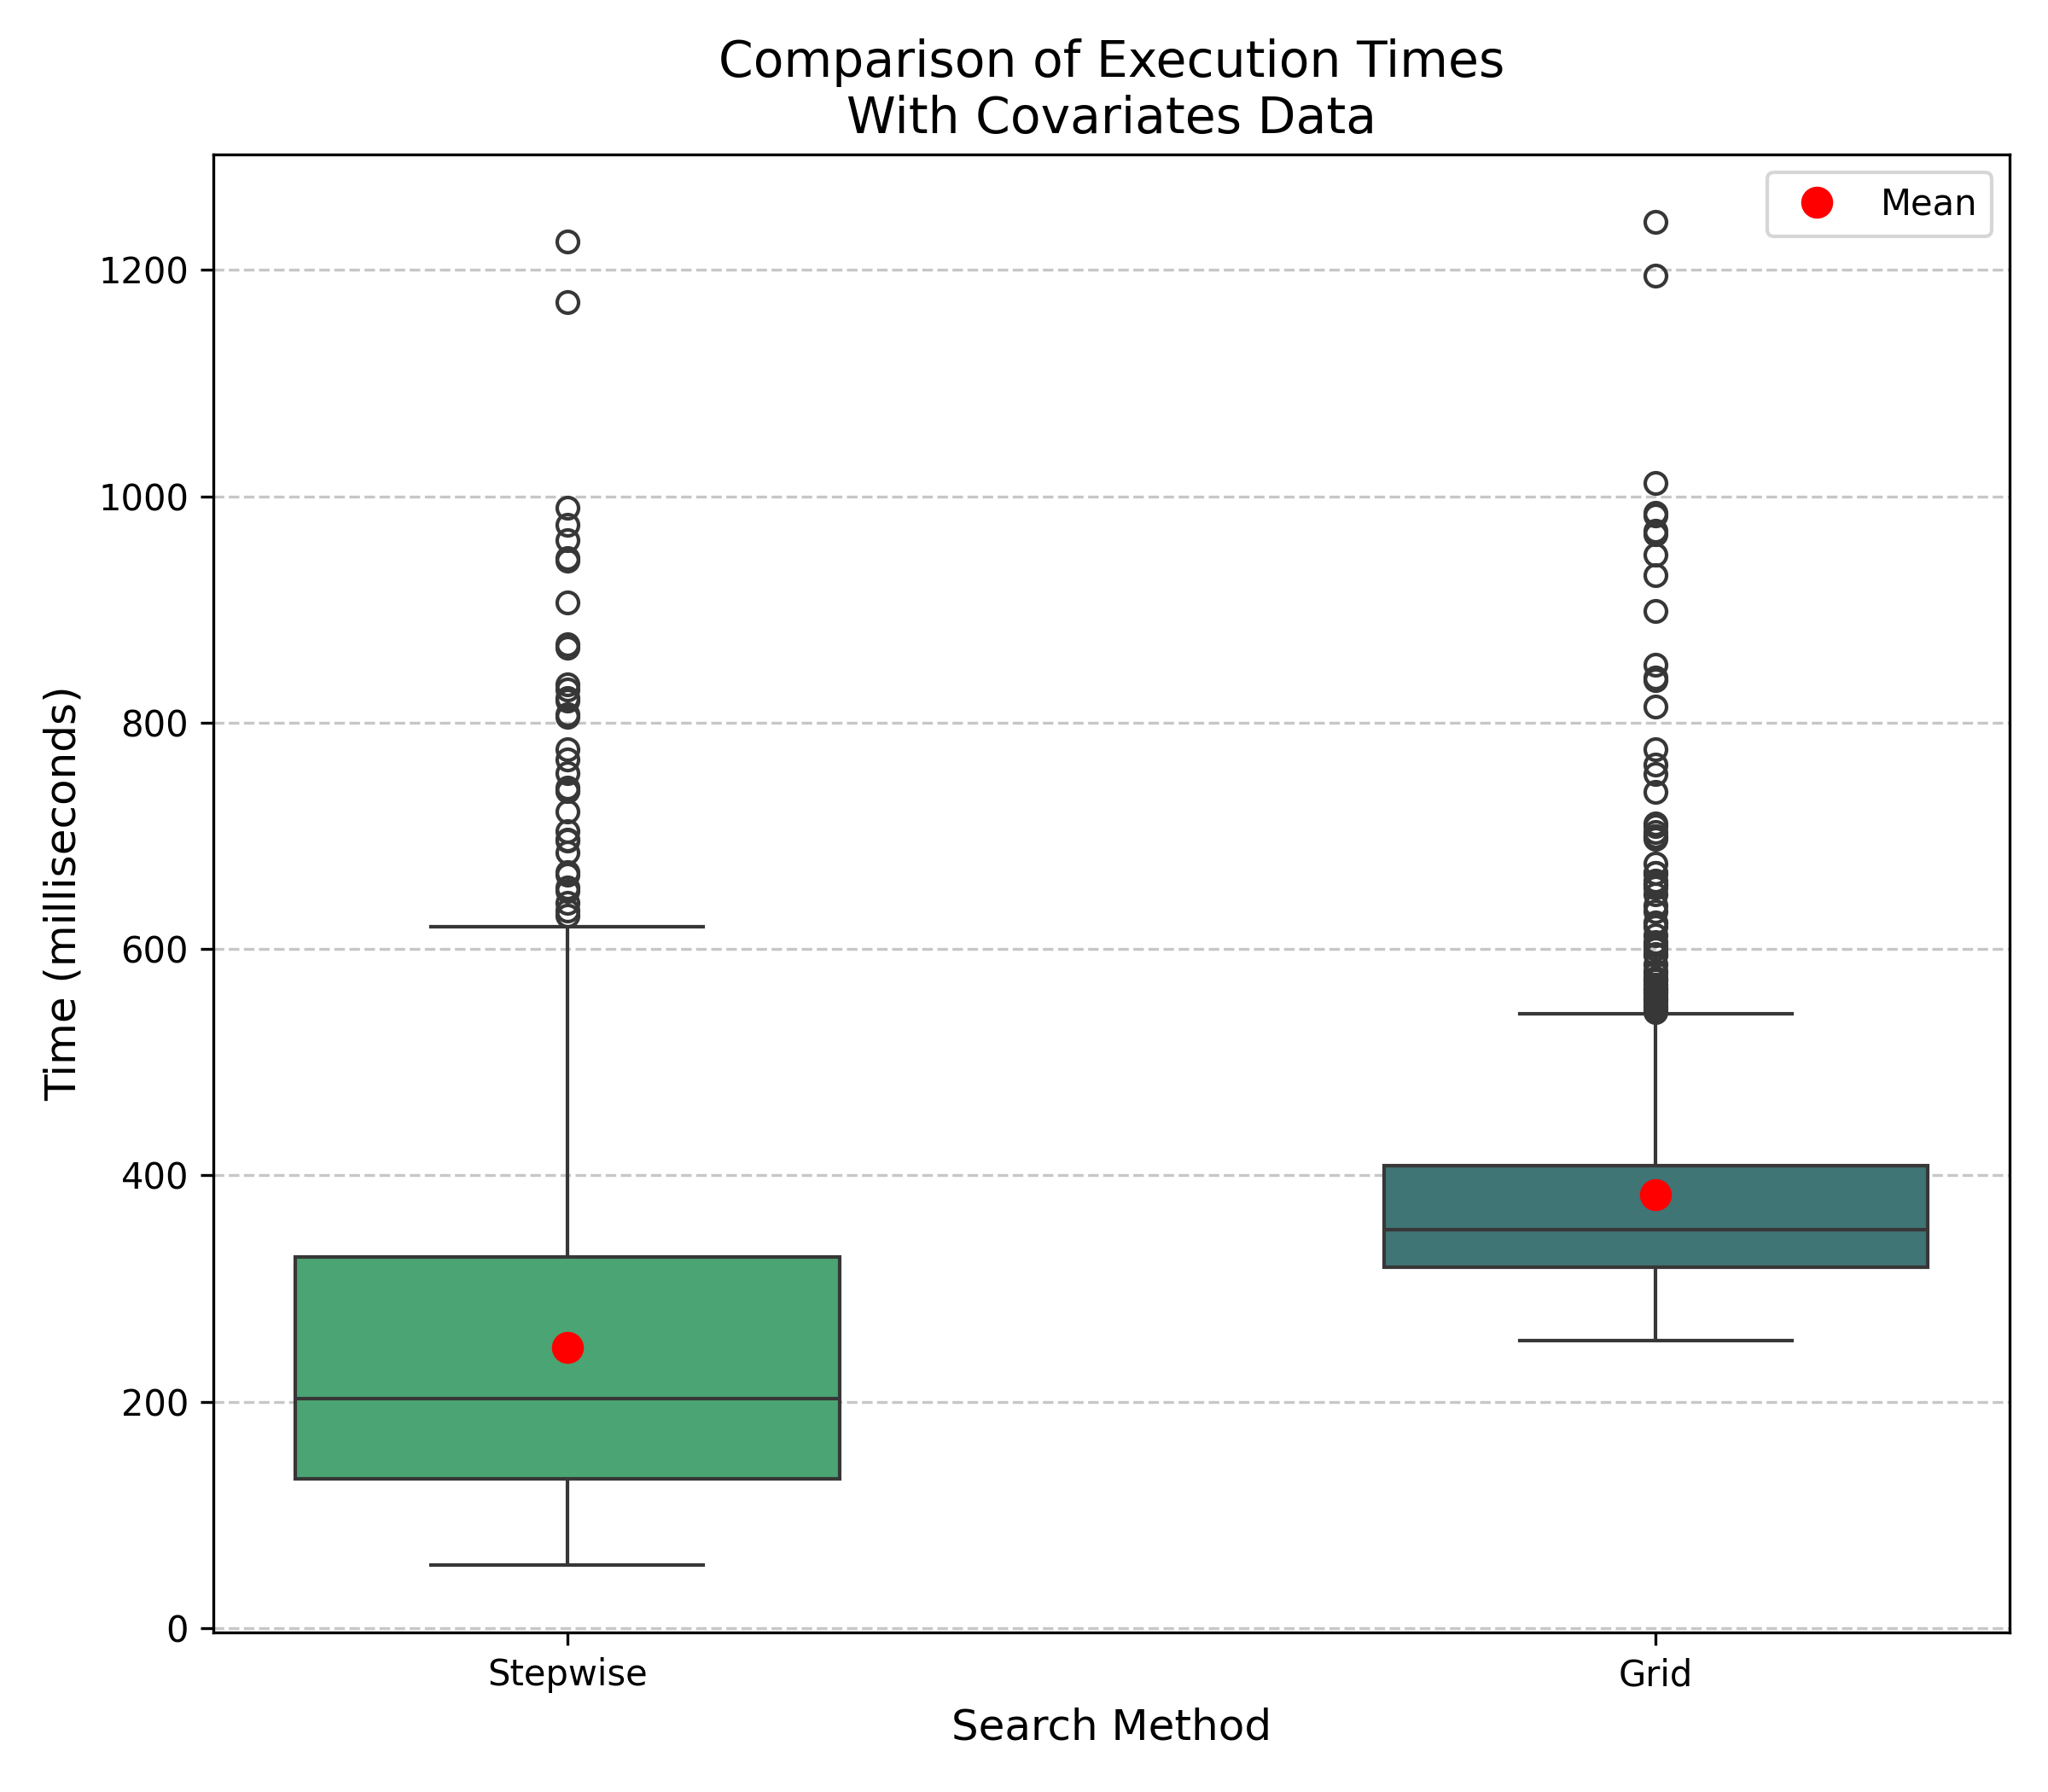 Comparison of Execution Times
With Covariates Data
Mean
1200
1000
800
600
400
200
0
Time (milliseconds)
Stepwise
Grid
Search Method